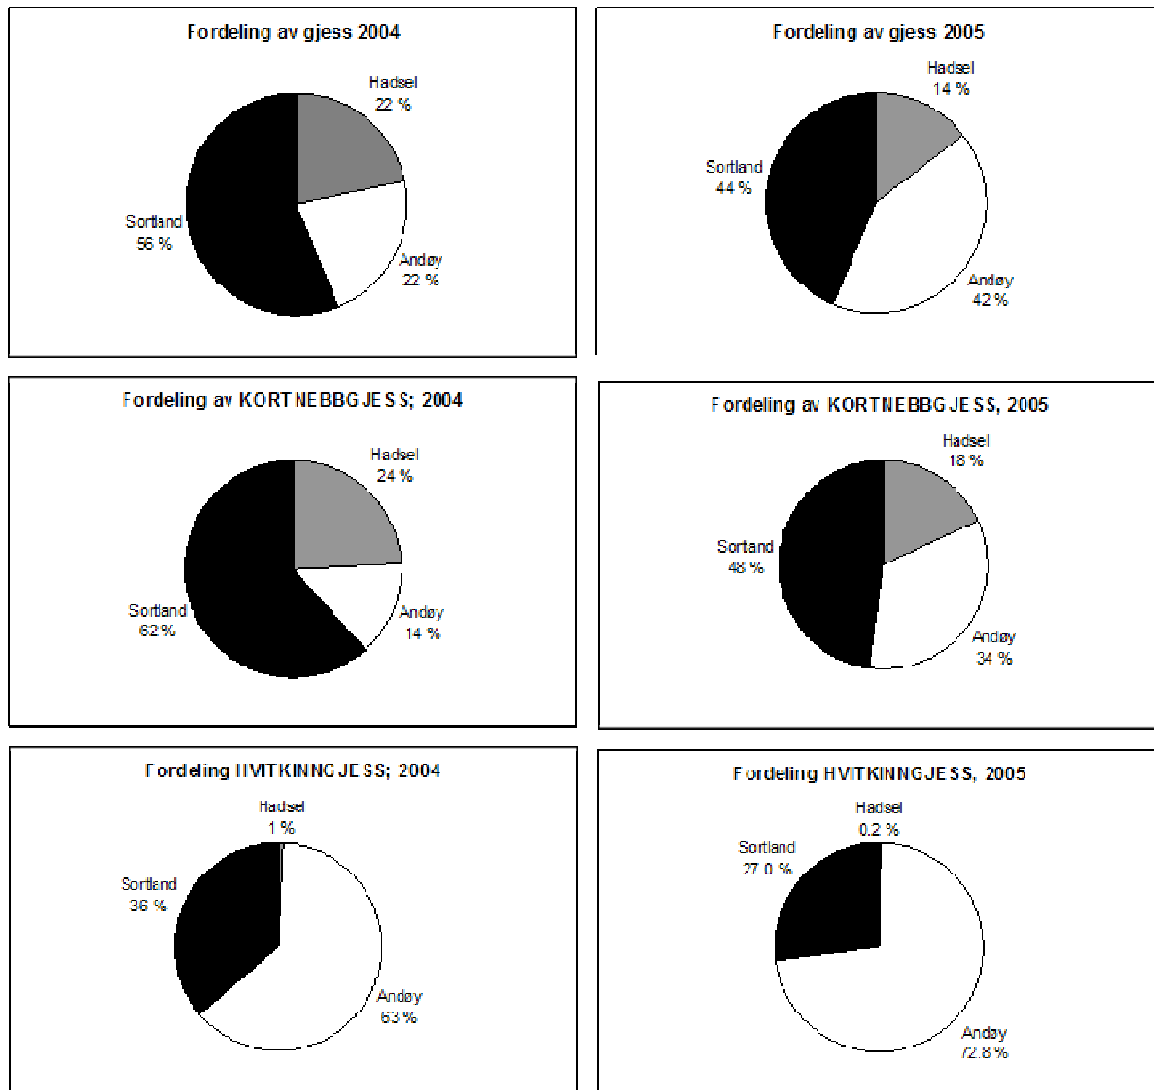 Fordeling av gjess 2004
Hadsel
22 %
Sortland
56 %
Andøy
22 %
Fordeling av gjess 2005
Hadsel
14 %
Sortland
44 %
Andøy
42 %
Fordeling av KORTNEBBGJESS; 2004
Hadsel
24 %
Sortland
62 %
Andøy
14 %
Fordeling av KORTNEBBGJESS, 2005
Hadsel
18 %
Sortland
48 %
Andøy
34 %
Fordeling HVITKINNGJESS; 2004
Hadsel
1 %
Sortland
36 %
Andøy
63 %
Fordeling HVITKINNGJESS, 2005
Hadsel
0.2 %
Sortland
27.0 %
Andøy
72.8 %